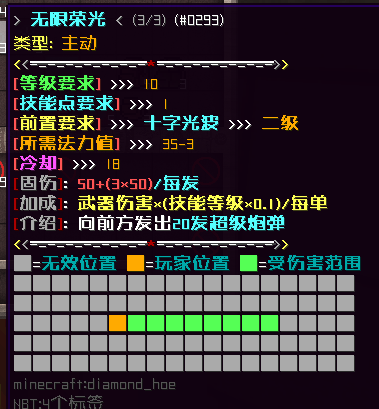 > 无限荧光 < (3/3) (#0293)
类型: 主动
<<================*================>>
[等级要求] >>> 10 - 3
[技能点要求] >>> 1
[前置要求] >>> 十字光波 >>> 二级
[所需法力值] >>> 35-3
[冷却] >>> 18
[固伤]: 50+(3×50)/每发
[加成]: 武器伤害×(技能等级×0.1)/每单
[介绍]: 向前方发出20发超级炮弹
<<================*================>>
=无效位置 =玩家位置 =受伤害范围
minecraft:diamond_hoe
NBT:4个标签